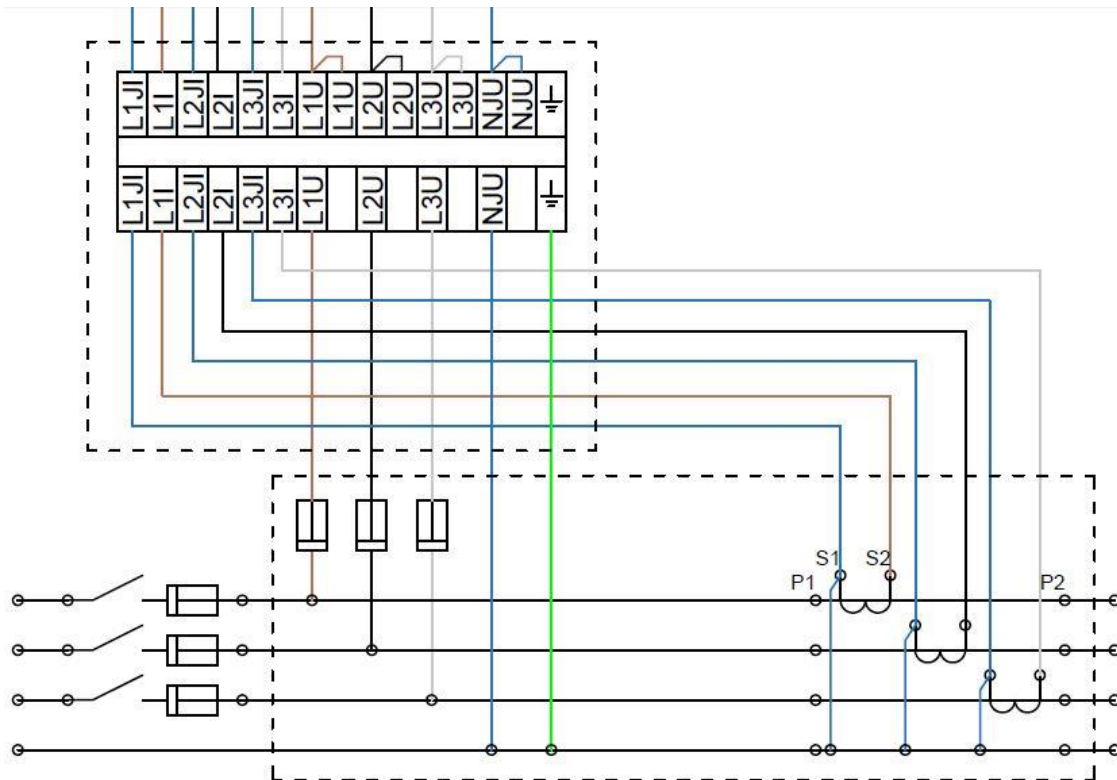 L1JI L1I L2JI L2I L3JI L3I L1U L1U L2U L2U L3U L3U NJU NJU
L1JI L1I L2JI L2I L3JI L3I L1U L2U L3U NJU
S1 S2
P1 P2